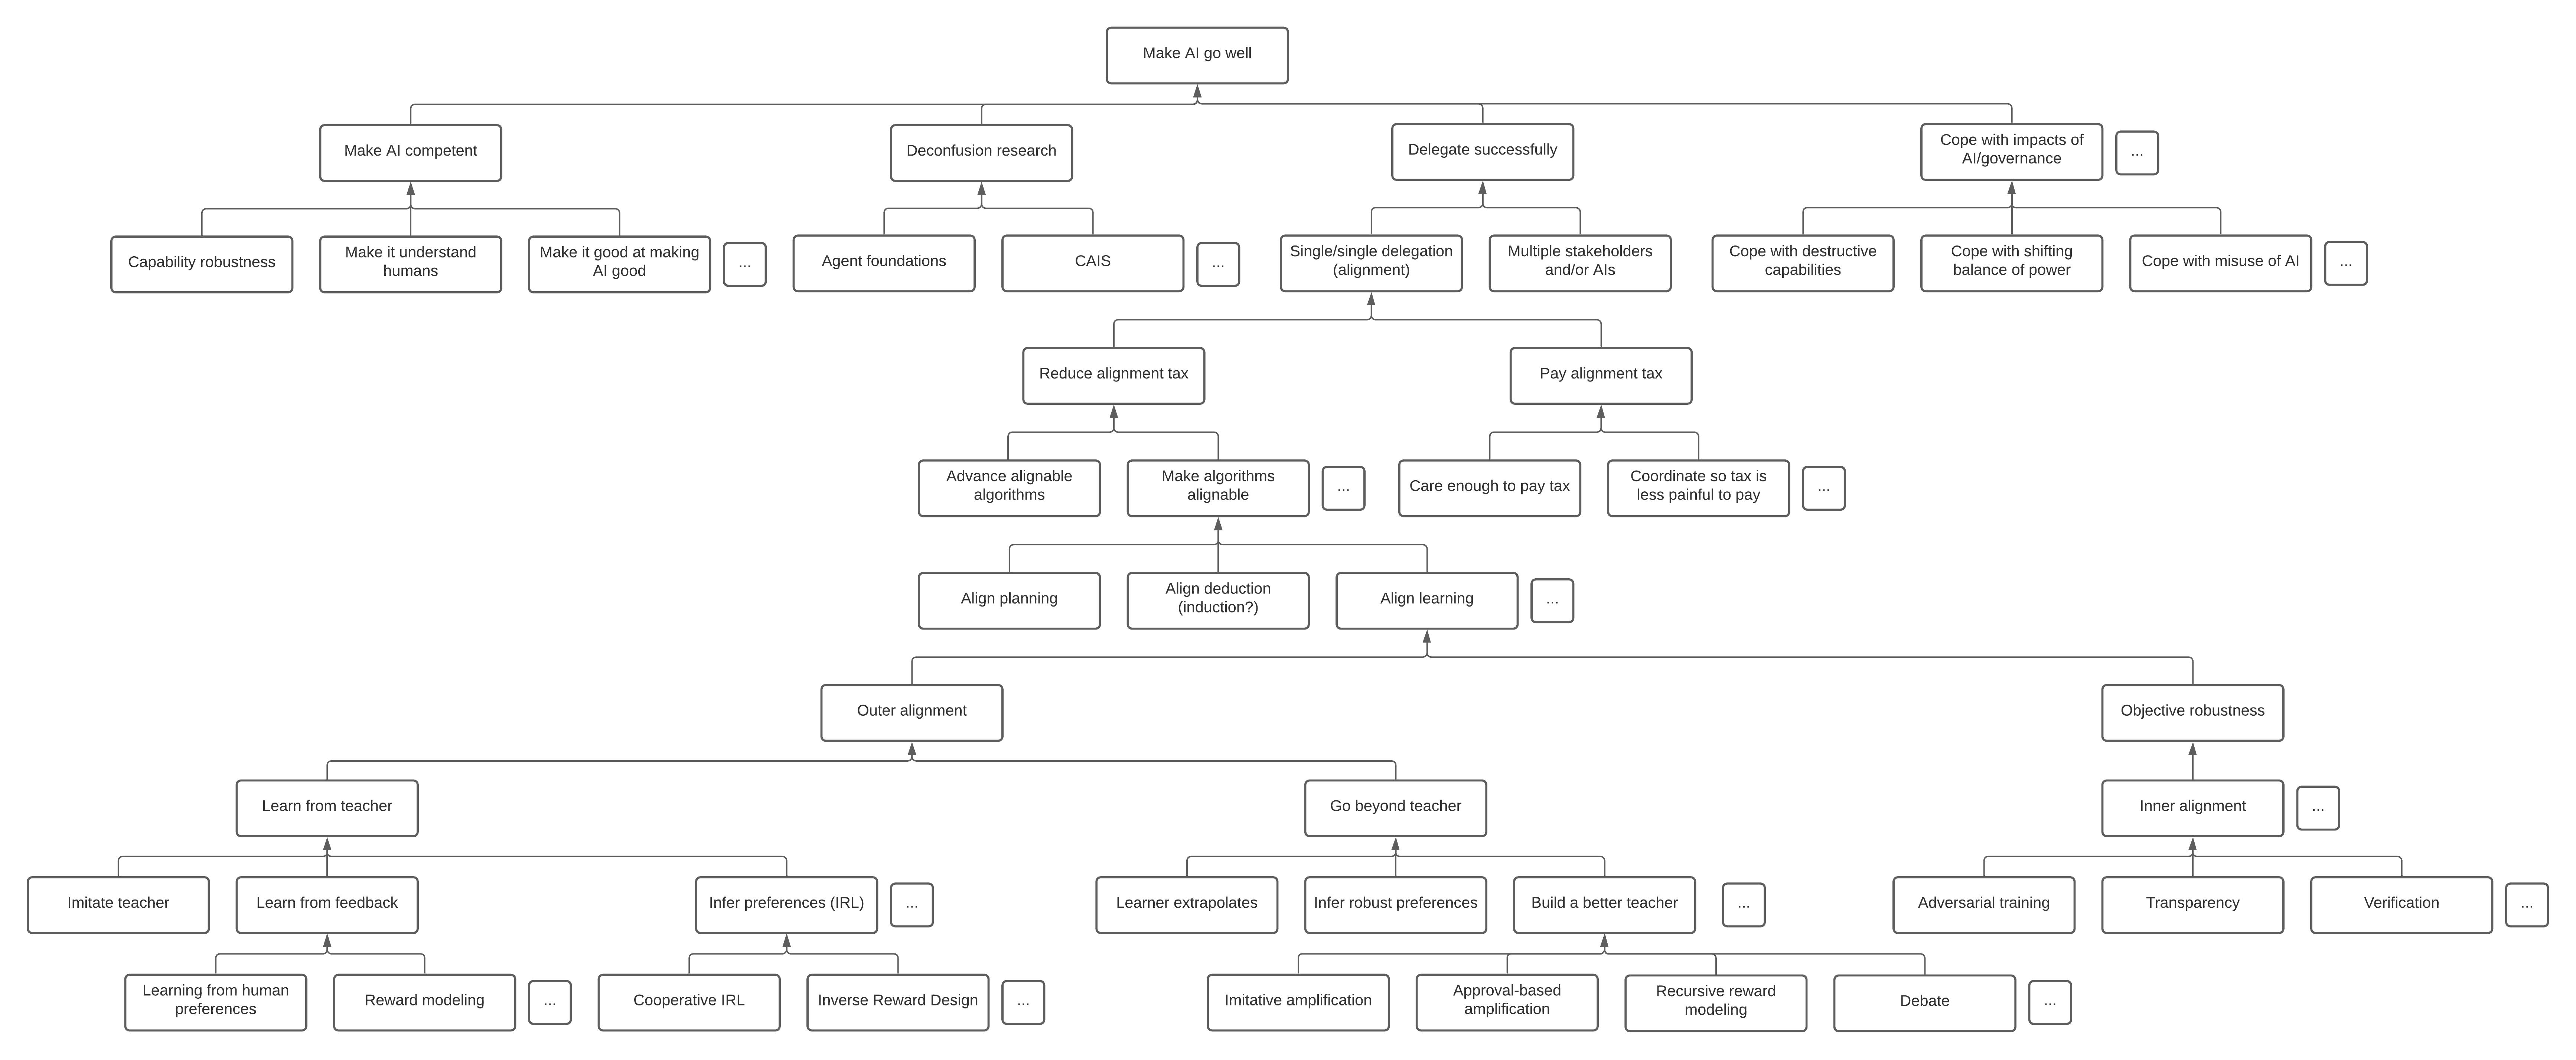 Make AI go well
Make AI competent
Deconfusion research
Delegate successfully
Cope with impacts of
AI/governance
...
Capability robustness
Make it understand
humans
Make it good at making
AI good
...
Agent foundations
CAIS
...
Single/single delegation
(alignment)
Multiple stakeholders
and/or AIs
Cope with destructive
capabilities
Cope with shifting
balance of power
Cope with misuse of AI
...
Reduce alignment tax
Pay alignment tax
Advance alignable
algorithms
Make algorithms
alignable
...
Care enough to pay tax
Coordinate so tax is
less painful to pay
...
Align planning
Align deduction
(induction?)
Align learning
...
Outer alignment
Objective robustness
Learn from teacher
Go beyond teacher
Inner alignment
...
Imitate teacher
Learn from feedback
Infer preferences (IRL)
...
Learner extrapolates
Infer robust preferences
Build a better teacher
...
Adversarial training
Transparency
Verification
...
Learning from human
preferences
Reward modeling
...
Cooperative IRL
Inverse Reward Design
...
Imitative amplification
Approval-based
amplification
Recursive reward
modeling
Debate
...